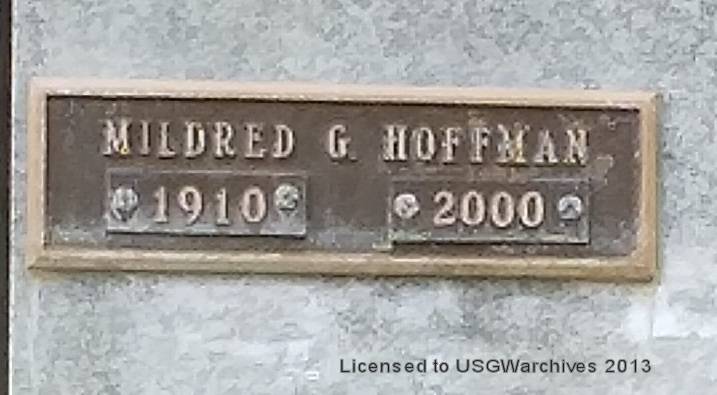 MILDRED G. HOFFMAN
1910 2000
Licensed to USGWarchives 2013